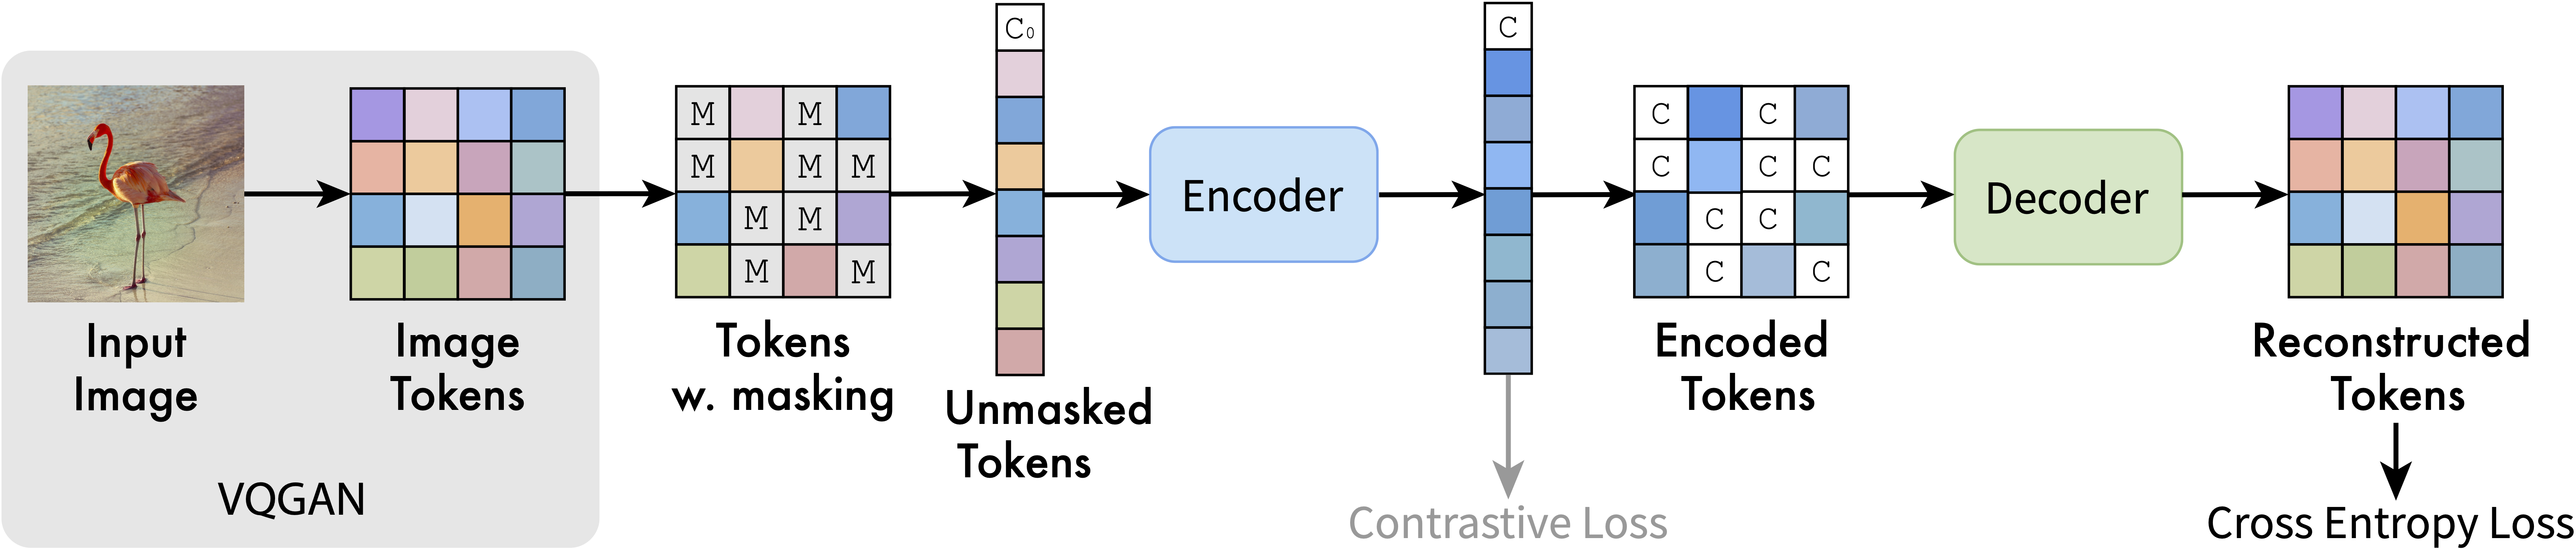 Input
Image
VQGAN
Image
Tokens
M M
M M M
M M
M M
Tokens
w. masking
C₀
Unmasked
Tokens
Encoder
C
Contrastive Loss
C C
C C C
C C
C C
Encoded
Tokens
Decoder
Reconstructed
Tokens
Cross Entropy Loss